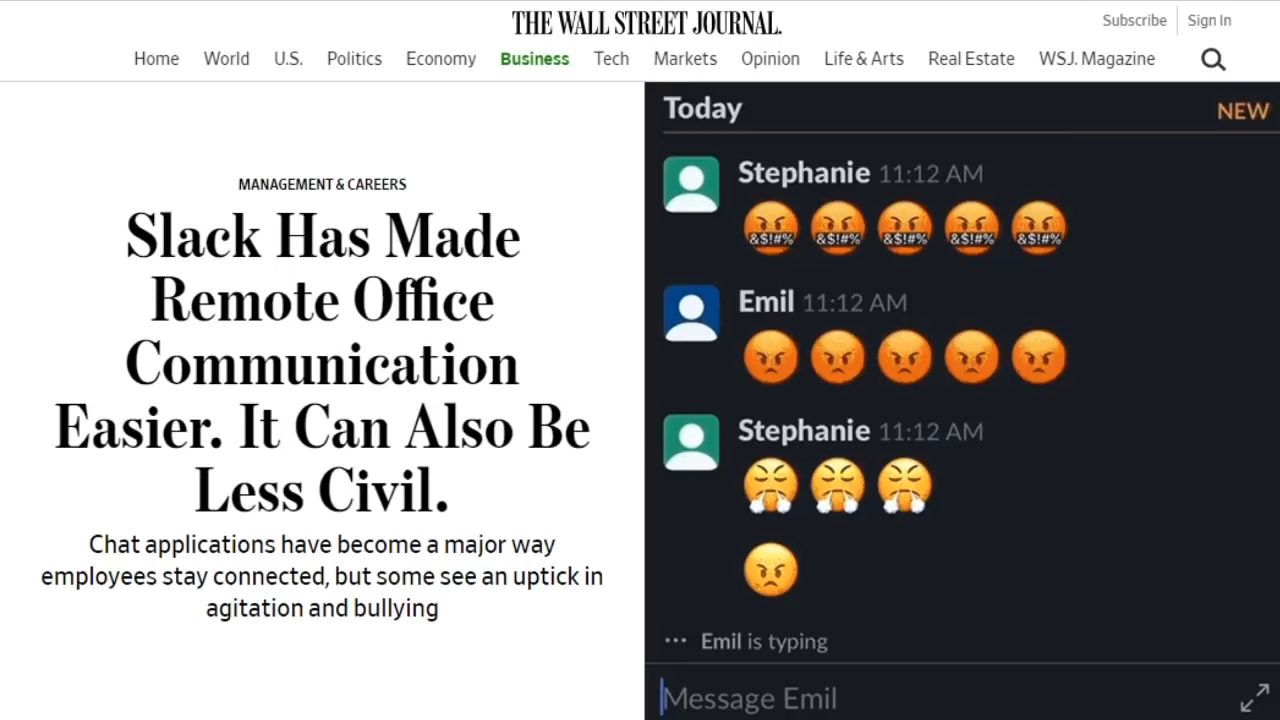 THE WALL STREET JOURNAL.
Subscribe Sign In
Home World U.S. Politics Economy Business Tech Markets Opinion Life & Arts Real Estate WSJ. Magazine
MANAGEMENT & CAREERS
Slack Has Made
Remote Office
Communication
Easier. It Can Also Be
Less Civil.
Chat applications have become a major way
employees stay connected, but some see an uptick in
agitation and bullying
Today NEW
Stephanie 11:12 AM
&$!#% &$!#% &$!#% &$!#% &$!#%
Emil 11:12 AM
Stephanie 11:12 AM
Emil is typing
Message Emil